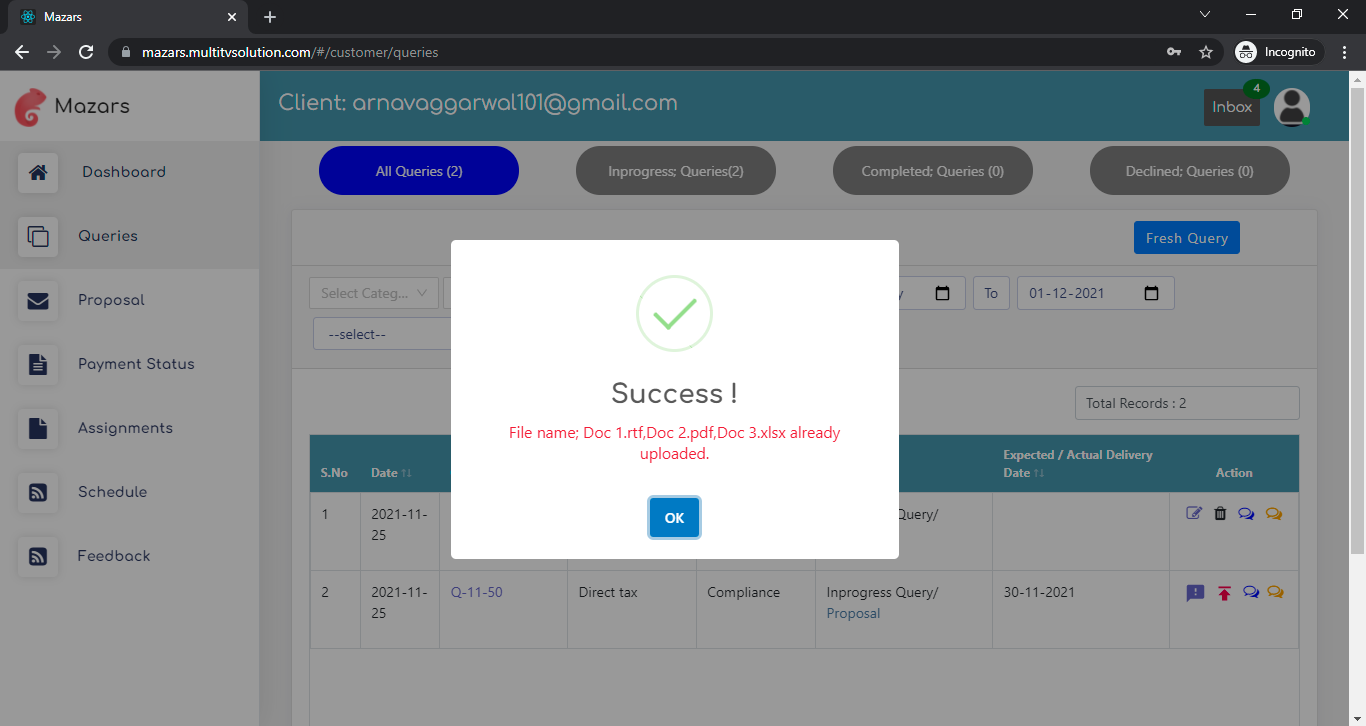 Mazars
mazars.multitvsolution.com/#/customer/queries
Incognito
Mazars
Client: arnavaggarwal101@gmail.com
Inbox
4
Dashboard
Queries
Proposal
Payment Status
Assignments
Schedule
Feedback
All Queries (2)
Inprogress; Queries(2)
Completed; Queries (0)
Declined; Queries (0)
Fresh Query
Select Categ...
To
01-12-2021
--select--
Total Records : 2
Success !
File name; Doc 1.rtf,Doc 2.pdf,Doc 3.xlsx already
uploaded.
OK
S.No
Date
Expected / Actual Delivery
Date
Action
1
2021-11-
25
Query/
2
2021-11-
25
Q-11-50
Direct tax
Compliance
Inprogress Query/
Proposal
30-11-2021